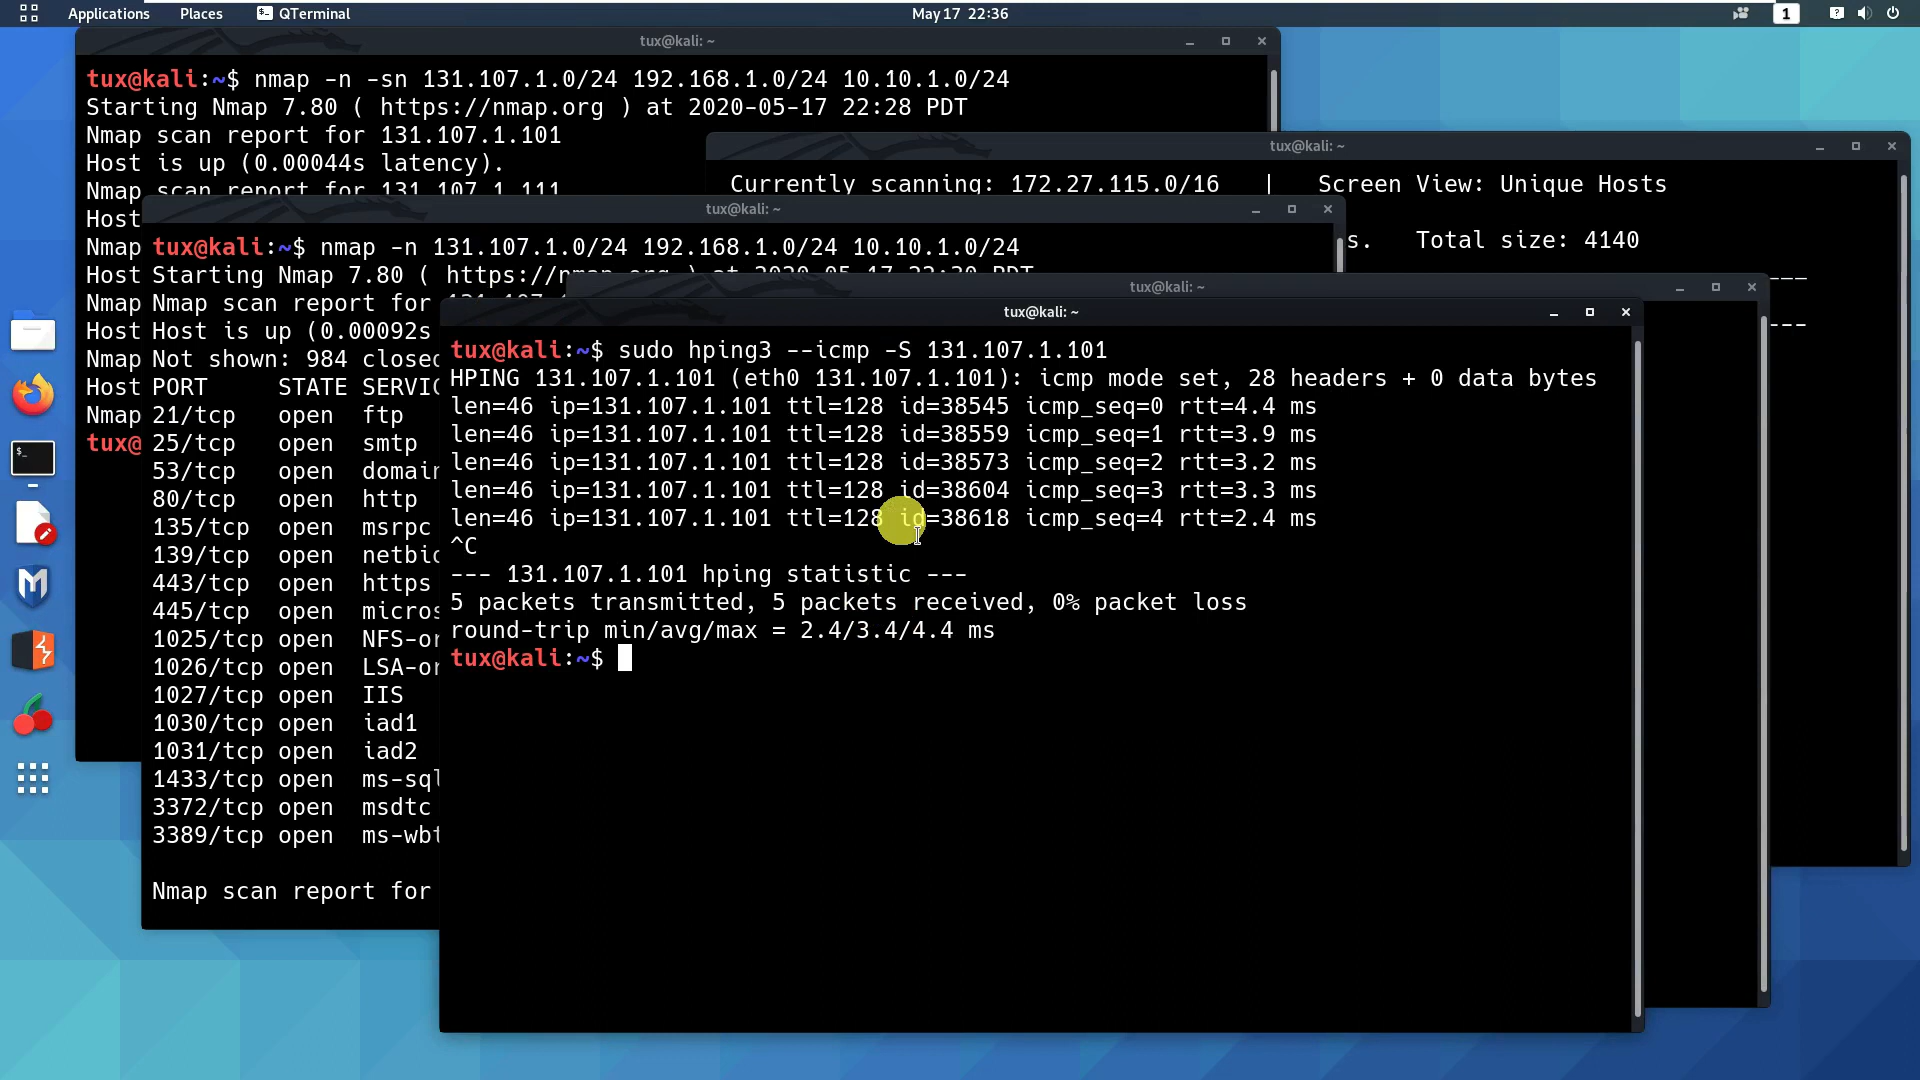 Applications Places QTerminal May 17 22:36 1
tux@kali: ~
tux@kali:~$ nmap -n -sn 131.107.1.0/24 192.168.1.0/24 10.10.1.0/24
Starting Nmap 7.80 ( https://nmap.org ) at 2020-05-17 22:28 PDT
Nmap scan report for 131.107.1.101
Host is up (0.00044s latency).
Nmap scan report for 131.107.1.111
Host
Nmap
Host
Nmap
Host
Nmap
Host
Nmap
tux@
tux@kali: ~
Currently scanning: 172.27.115.0/16 | Screen View: Unique Hosts
s. Total size: 4140
tux@kali: ~
tux@kali:~$ nmap -n 131.107.1.0/24 192.168.1.0/24 10.10.1.0/24
Starting Nmap 7.80 ( https://nmap.org ) at 2020-05-17 22:30 PDT
Nmap scan report for
Host is up (0.00092s
Not shown: 984 closed
PORT STATE SERVIC
21/tcp open ftp
25/tcp open smtp
53/tcp open domain
80/tcp open http
135/tcp open msrpc
139/tcp open netbio
443/tcp open https
445/tcp open micros
1025/tcp open NFS-or
1026/tcp open LSA-or
1027/tcp open IIS
1030/tcp open iad1
1031/tcp open iad2
1433/tcp open ms-sql
3372/tcp open msdtc
3389/tcp open ms-wbt
Nmap scan report for
tux@kali: ~
tux@kali: ~
tux@kali:~$ sudo hping3 --icmp -S 131.107.1.101
HPING 131.107.1.101 (eth0 131.107.1.101): icmp mode set, 28 headers + 0 data bytes
len=46 ip=131.107.1.101 ttl=128 id=38545 icmp_seq=0 rtt=4.4 ms
len=46 ip=131.107.1.101 ttl=128 id=38559 icmp_seq=1 rtt=3.9 ms
len=46 ip=131.107.1.101 ttl=128 id=38573 icmp_seq=2 rtt=3.2 ms
len=46 ip=131.107.1.101 ttl=128 id=38604 icmp_seq=3 rtt=3.3 ms
len=46 ip=131.107.1.101 ttl=128 id=38618 icmp_seq=4 rtt=2.4 ms
^C
--- 131.107.1.101 hping statistic ---
5 packets transmitted, 5 packets received, 0% packet loss
round-trip min/avg/max = 2.4/3.4/4.4 ms
tux@kali:~$